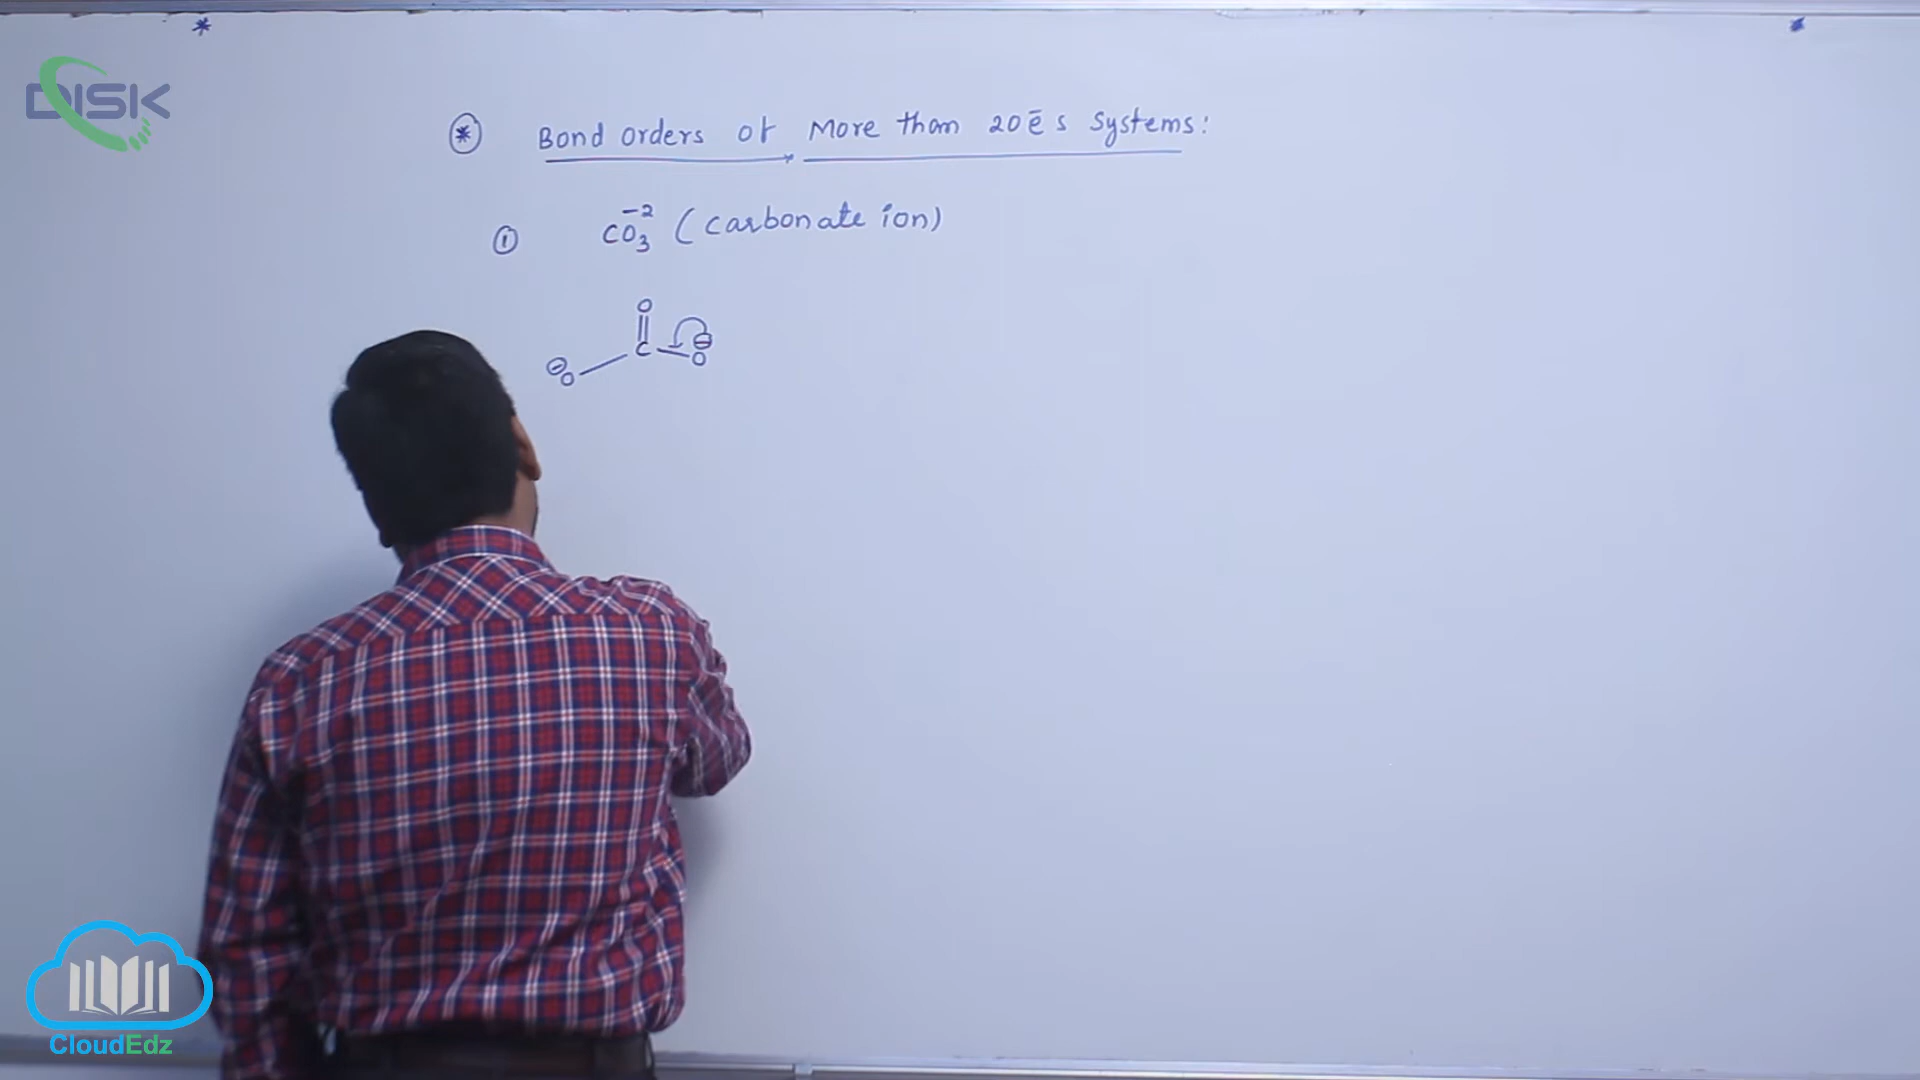 DISK
* Bond orders of More than 20ē s systems:
① CO₃⁻² (carbonate ion)
O
C
⊖ O
⊖ O
CloudEdz